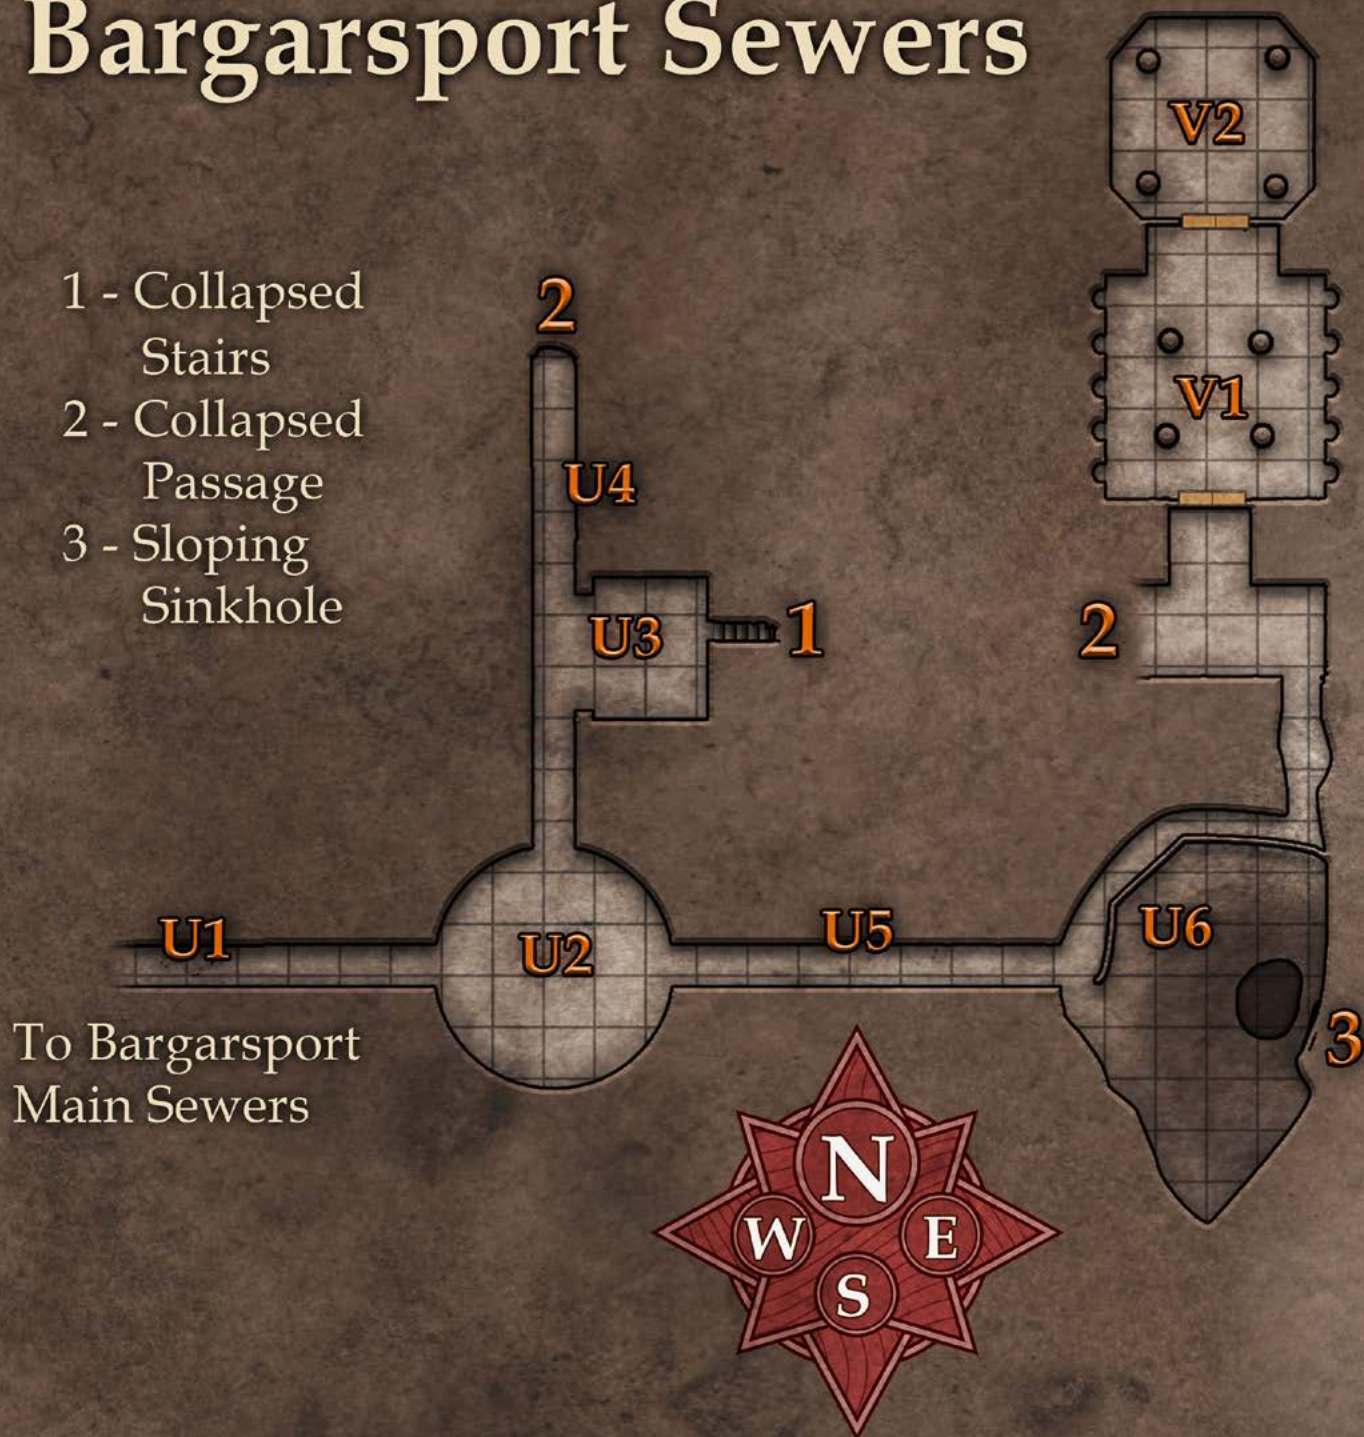 Bargarsport Sewers
V2
1 - Collapsed
Stairs
2 - Collapsed
Passage
3 - Sloping
Sinkhole
2
V1
U4
U3
1
2
U1
U2
U5
U6
3
To Bargarsport
Main Sewers
N
W
E
S